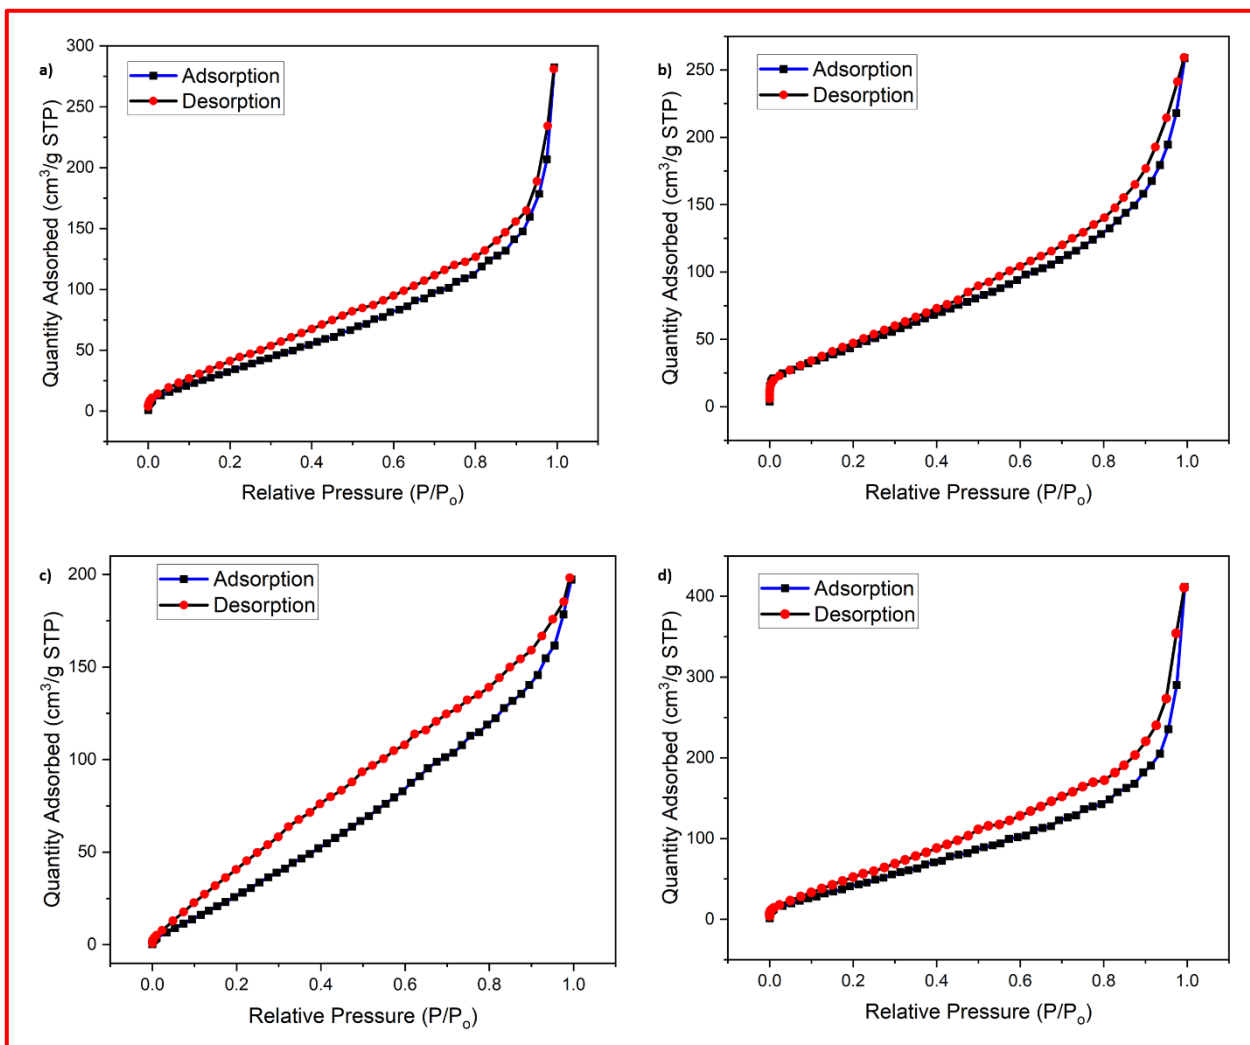 a)
Adsorption
Desorption
Quantity Adsorbed (cm³/g STP)
300
250
200
150
100
50
0
0.0 0.2 0.4 0.6 0.8 1.0
Relative Pressure (P/Pₒ)
b)
Adsorption
Desorption
Quantity Adsorbed (cm³/g STP)
250
200
150
100
50
0
0.0 0.2 0.4 0.6 0.8 1.0
Relative Pressure (P/Pₒ)
c)
Adsorption
Desorption
Quantity Adsorbed (cm³/g STP)
200
150
100
50
0
0.0 0.2 0.4 0.6 0.8 1.0
Relative Pressure (P/Pₒ)
d)
Adsorption
Desorption
Quantity Adsorbed (cm³/g STP)
400
300
200
100
0
0.0 0.2 0.4 0.6 0.8 1.0
Relative Pressure (P/Pₒ)